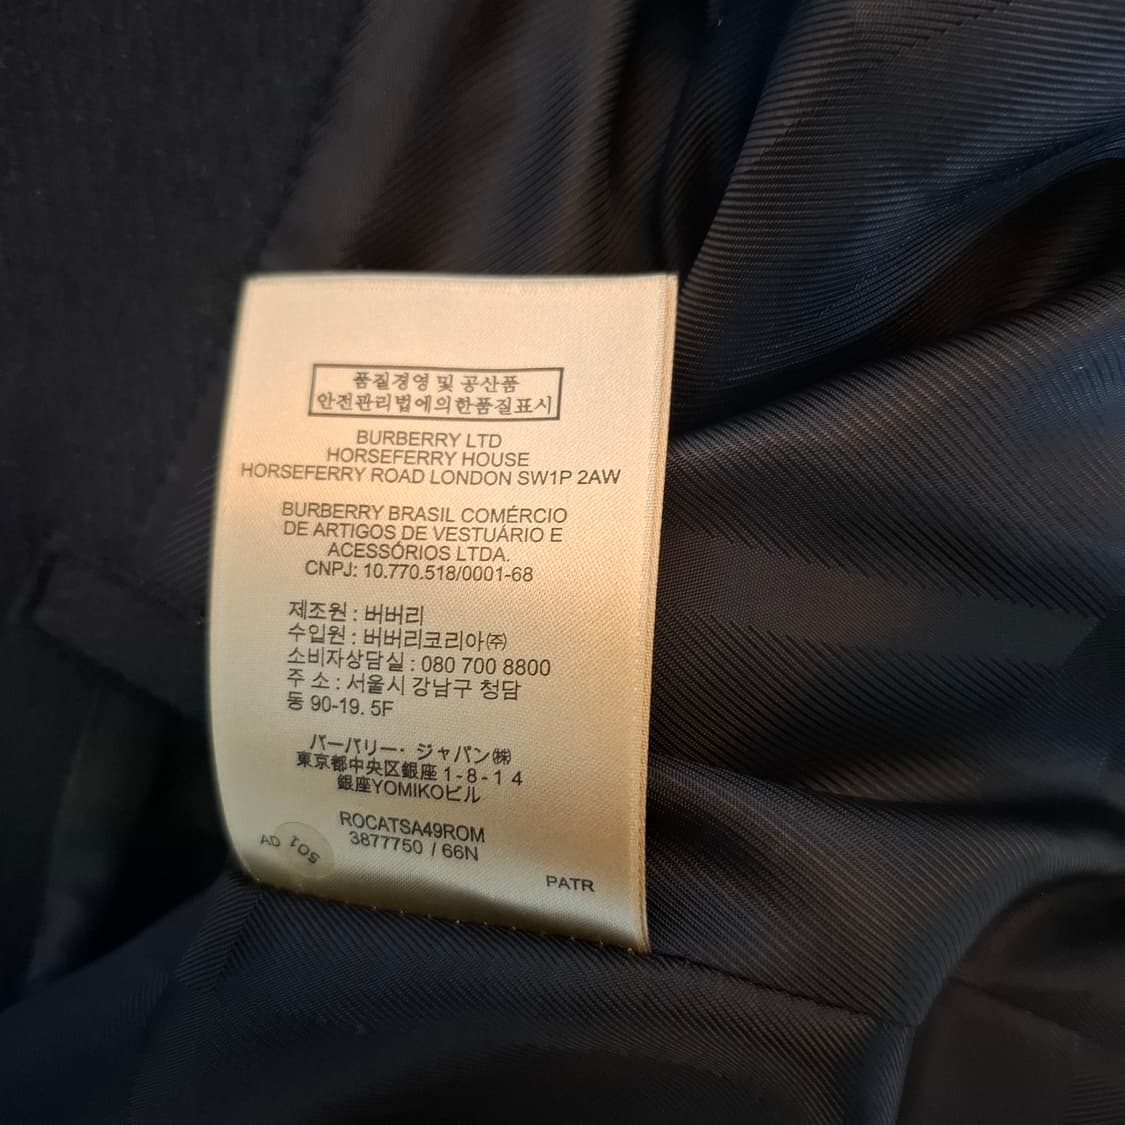 품질경영 및 공산품
안전관리법에의한품질표시
BURBERRY LTD
HORSEFERRY HOUSE
HORSEFERRY ROAD LONDON SW1P 2AW
BURBERRY BRASIL COMÉRCIO
DE ARTIGOS DE VESTUÁRIO E
ACESSÓRIOS LTDA.
CNPJ: 10.770.518/0001-68
제조원 : 버버리
수입원 : 버버리코리아㈜
소비자상담실 : 080 700 8800
주 소 : 서울시 강남구 청담
동 90-19. 5F
バーバリー・ジャパン㈱
東京都中央区銀座1-8-14
銀座YOMIKOビル
ROCATSA49ROM
3877750 / 66N
AD
501
PATR